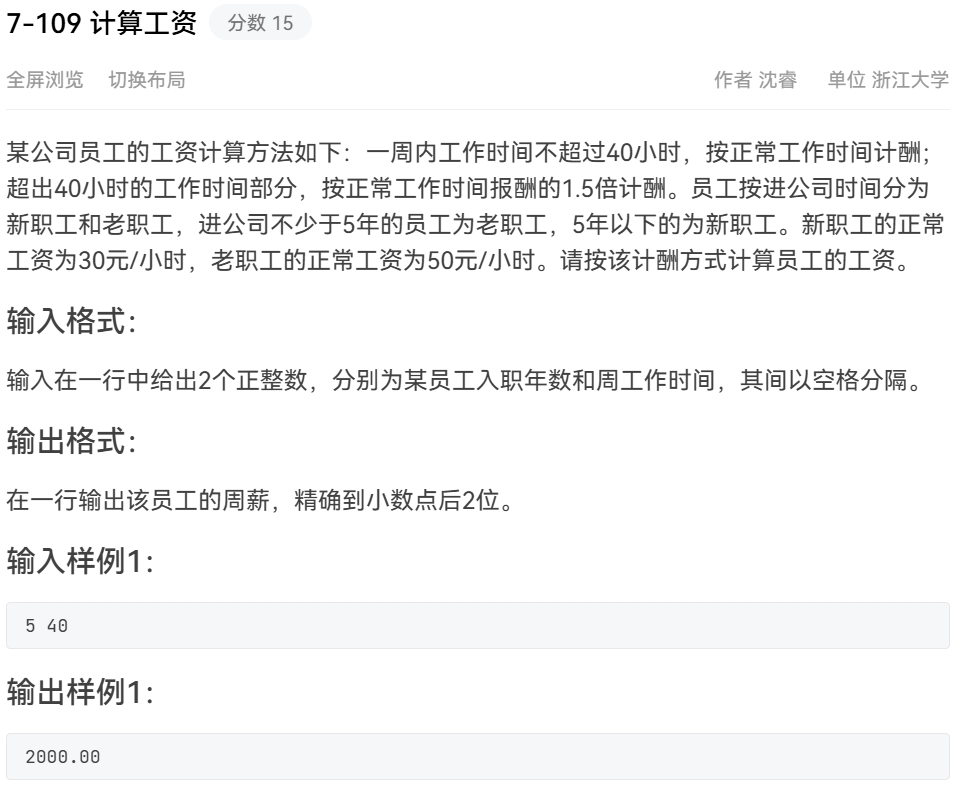 7-109 计算工资 分数 15
全屏浏览 切换布局 作者 沈睿 单位 浙江大学
某公司员工的工资计算方法如下：一周内工作时间不超过40小时，按正常工作时间计酬；
超出40小时的工作时间部分，按正常工作时间报酬的1.5倍计酬。员工按进公司时间分为
新职工和老职工，进公司不少于5年的员工为老职工，5年以下的为新职工。新职工的正常
工资为30元/小时，老职工的正常工资为50元/小时。请按该计酬方式计算员工的工资。
输入格式：
输入在一行中给出2个正整数，分别为某员工入职年数和周工作时间，其间以空格分隔。
输出格式：
在一行输出该员工的周薪，精确到小数点后2位。
输入样例1：
5 40
输出样例1：
2000.00